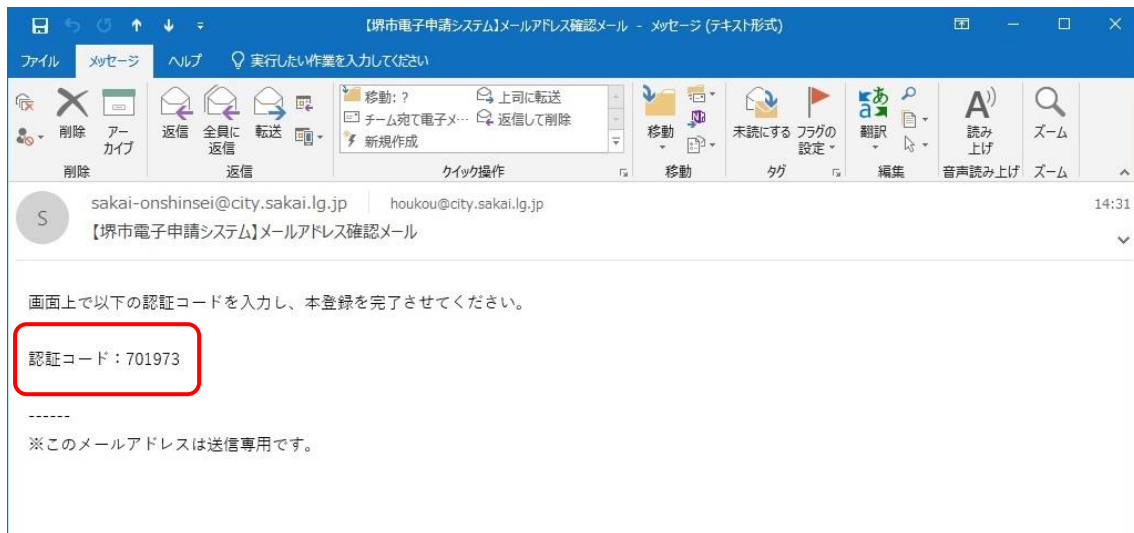 【堺市電子申請システム】メールアドレス確認メール - メッセージ (テキスト形式)
ファイル メッセージ ヘルプ 実行したい作業を入力してください
削除 アーカイブ 返信 全員に返信 転送 移動: ? 上司に転送
チーム宛て電子メ… 返信して削除
新規作成
移動 未読にする フラグの設定 翻訳 読み上げ ズーム
削除 返信 クイック操作 移動 タグ 編集 音声読み上げ ズーム
S
sakai-onshinsei@city.sakai.lg.jp houkou@city.sakai.lg.jp 14:31
【堺市電子申請システム】メールアドレス確認メール
画面上で以下の認証コードを入力し、本登録を完了させてください。
認証コード：701973
------
※このメールアドレスは送信専用です。